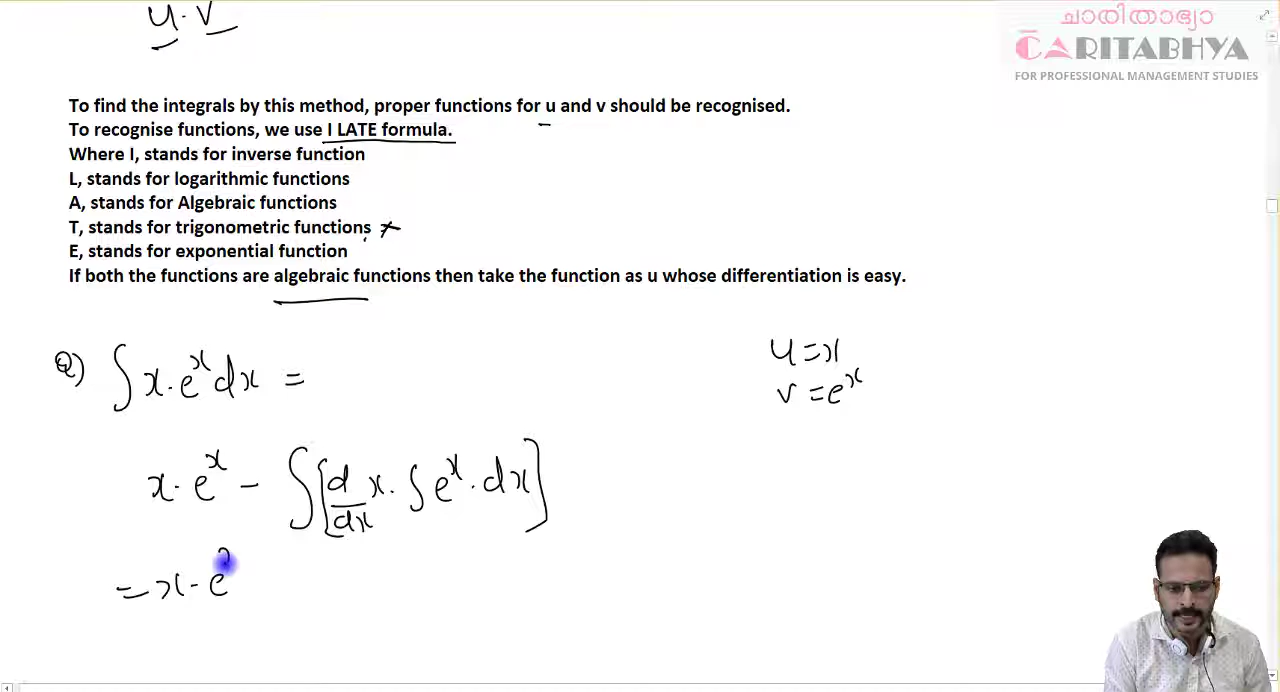 u . v
ചാരിതാഭ്യാ
CARITABHYA
FOR PROFESSIONAL MANAGEMENT STUDIES
To find the integrals by this method, proper functions for u and v should be recognised.
To recognise functions, we use I LATE formula.
Where I, stands for inverse function
L, stands for logarithmic functions
A, stands for Algebraic functions
T, stands for trigonometric functions
E, stands for exponential function
If both the functions are algebraic functions then take the function as u whose differentiation is easy.
Q) ∫ x . e^x dx =
u = x
v = e^x
x . e^x - ∫ [d/dx x . ∫ e^x . dx]
= x . e